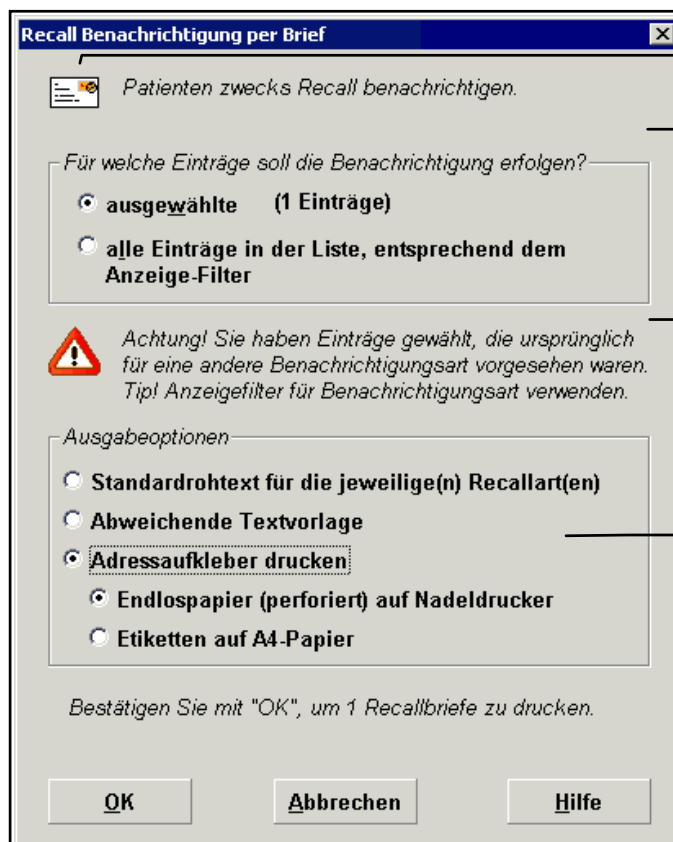 Recall Benachrichtigung per Brief
Patienten zwecks Recall benachrichtigen.
Für welche Einträge soll die Benachrichtigung erfolgen?
ausgewählte (1 Einträge)
alle Einträge in der Liste, entsprechend dem
Anzeige-Filter
Achtung! Sie haben Einträge gewählt, die ursprünglich
für eine andere Benachrichtigungsart vorgesehen waren.
Tip! Anzeigefilter für Benachrichtigungsart verwenden.
Ausgabeoptionen
Standardrohtext für die jeweilige(n) Recallart(en)
Abweichende Textvorlage
Adressaufkleber drucken
Endlospapier (perforiert) auf Nadeldrucker
Etiketten auf A4-Papier
Bestätigen Sie mit "OK", um 1 Recallbriefe zu drucken.
OK Abbrechen Hilfe